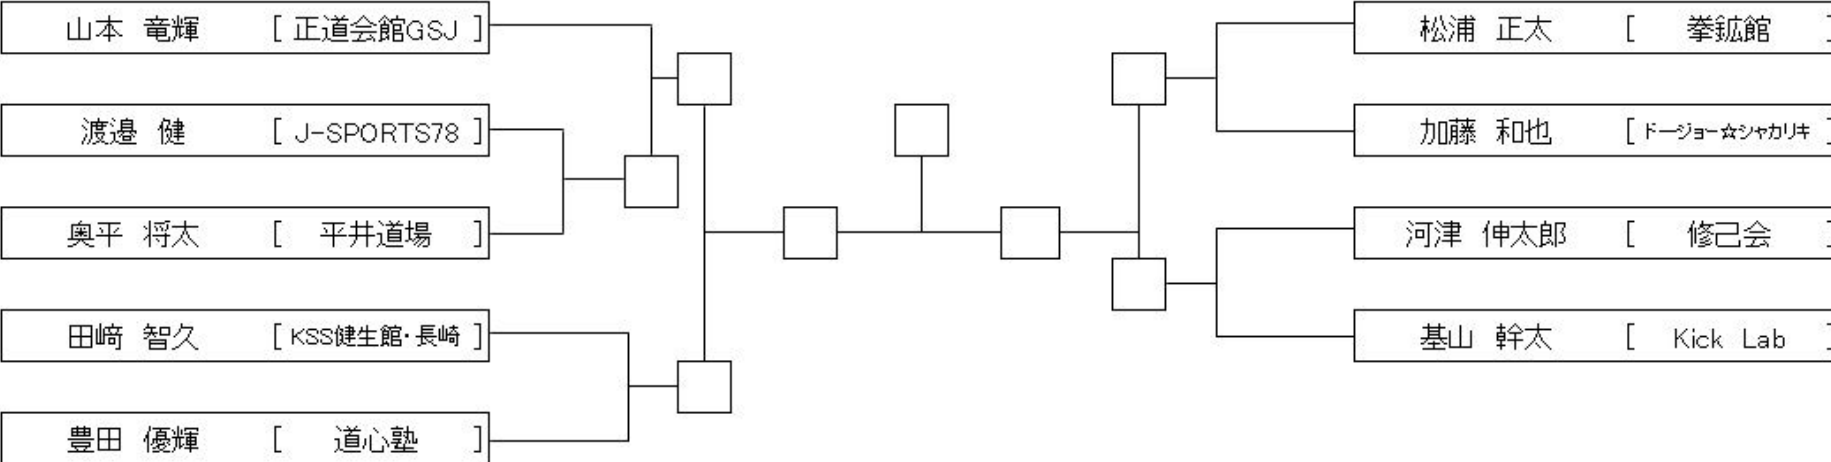 山本 竜輝 [ 正道会館GSJ ]
渡邉 健 [ J-SPORTS78 ]
奥平 将太 [ 平井道場 ]
田﨑 智久 [ KSS健生館・長崎 ]
豊田 優輝 [ 道心塾 ]
松浦 正太 [ 拳鉱館 ]
加藤 和也 [ ドージョー☆シャカリキ ]
河津 伸太郎 [ 修己会 ]
基山 幹太 [ Kick Lab ]